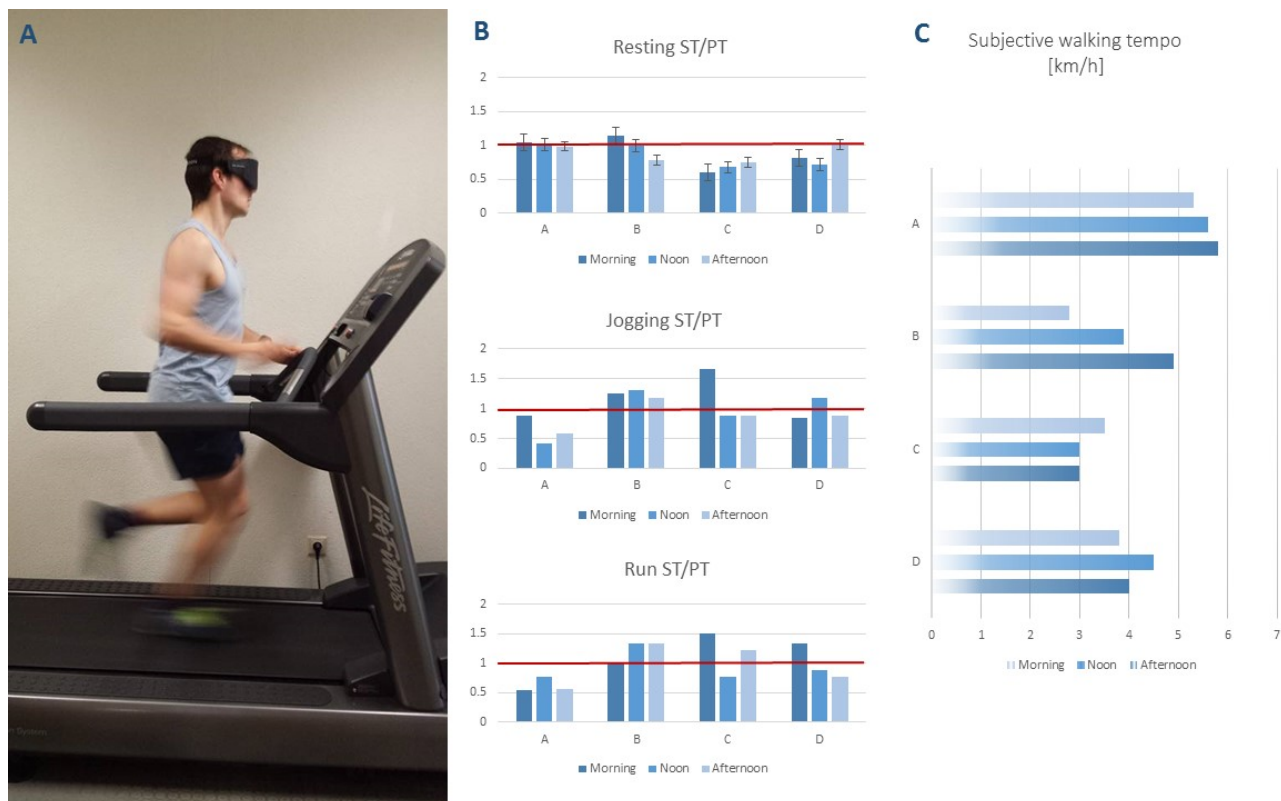 A
LifeFitness
B
Resting ST/PT
2
1.5
1
0.5
0
A B C D
Morning Noon Afternoon
Jogging ST/PT
2
1.5
1
0.5
0
A B C D
Morning Noon Afternoon
Run ST/PT
2
1.5
1
0.5
0
A B C D
Morning Noon Afternoon
C
Subjective walking tempo
[km/h]
A
B
C
D
0 1 2 3 4 5 6 7
Morning Noon Afternoon